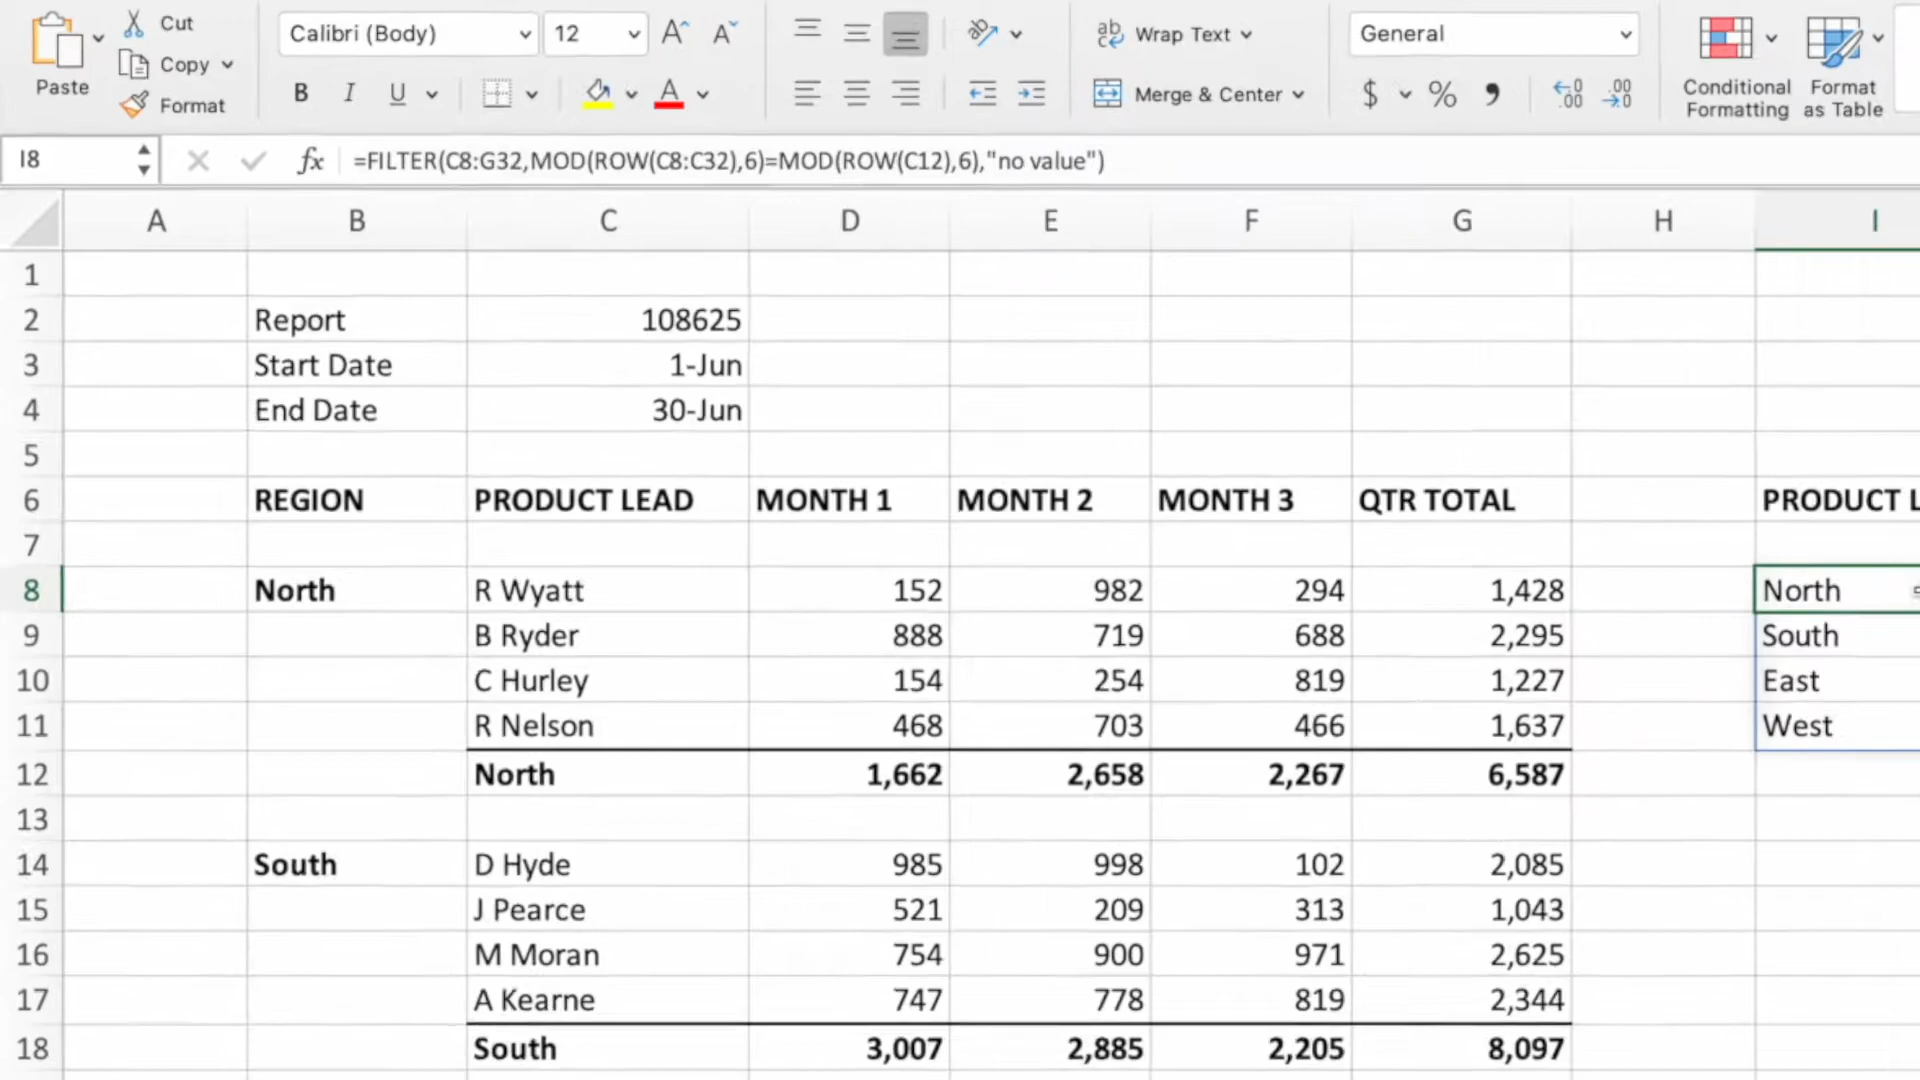 Paste
Cut
Copy
Format
Calibri (Body)
12
A A
B I U A
ab
ab c
Wrap Text
Merge & Center
General
$ % ,
.0 .00
.00 .0
Conditional Formatting
Format as Table
I8
fx =FILTER(C8:G32,MOD(ROW(C8:C32),6)=MOD(ROW(C12),6),"no value")
A B C D E F G H I
1
2 Report 108625
3 Start Date 1-Jun
4 End Date 30-Jun
5
6 REGION PRODUCT LEAD MONTH 1 MONTH 2 MONTH 3 QTR TOTAL PRODUCT L
7
8 North R Wyatt 152 982 294 1,428 North
9 B Ryder 888 719 688 2,295 South
10 C Hurley 154 254 819 1,227 East
11 R Nelson 468 703 466 1,637 West
12 North 1,662 2,658 2,267 6,587
13
14 South D Hyde 985 998 102 2,085
15 J Pearce 521 209 313 1,043
16 M Moran 754 900 971 2,625
17 A Kearne 747 778 819 2,344
18 South 3,007 2,885 2,205 8,097